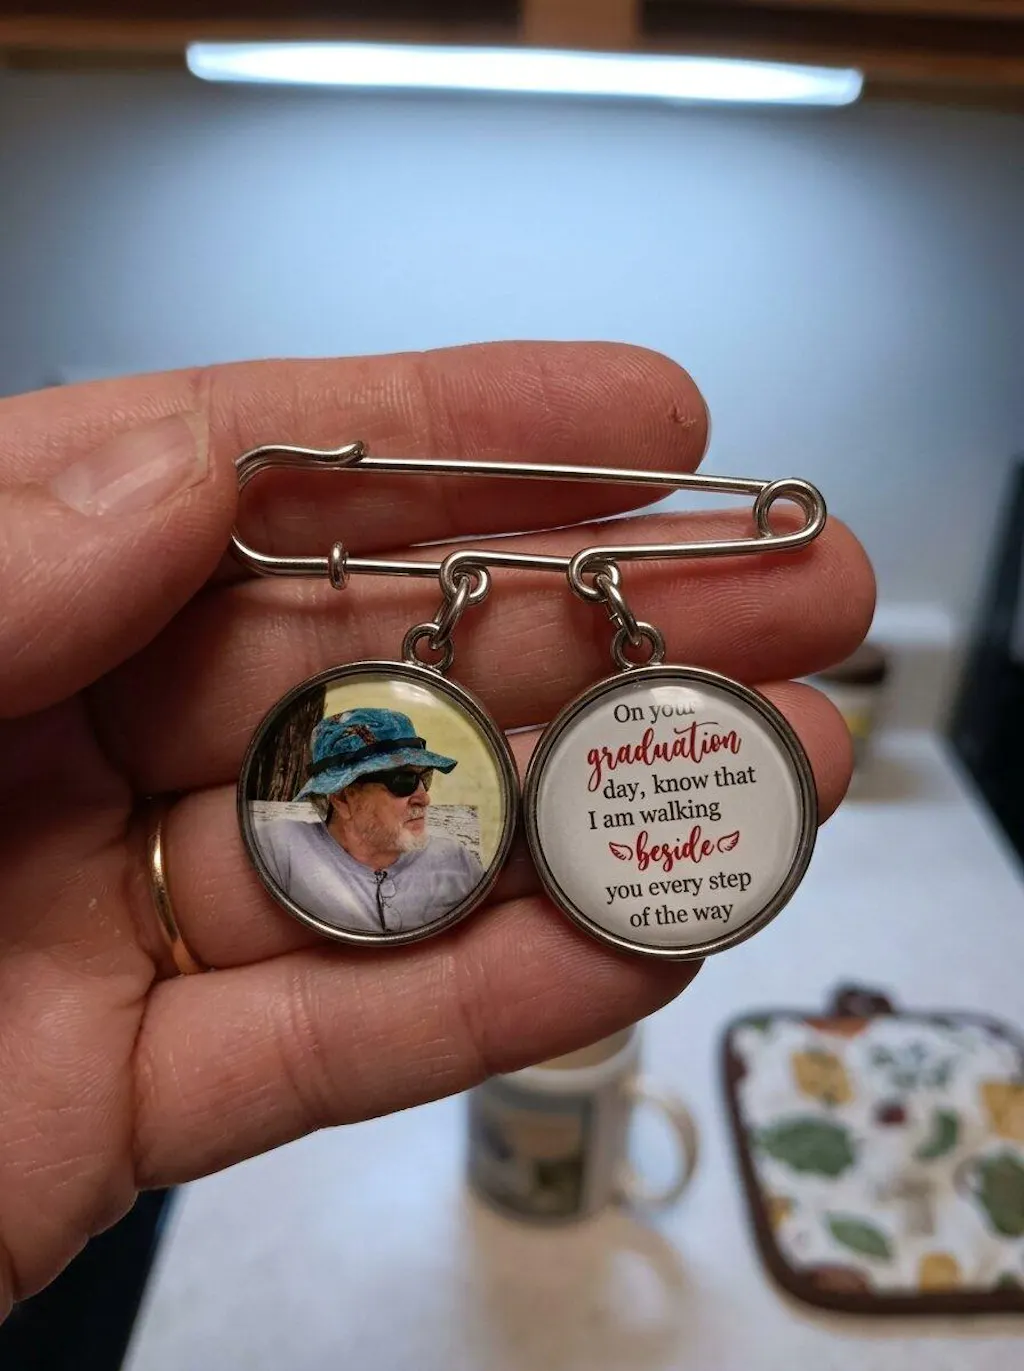 On your
graduation
day, know that
I am walking
beside
you every step
of the way